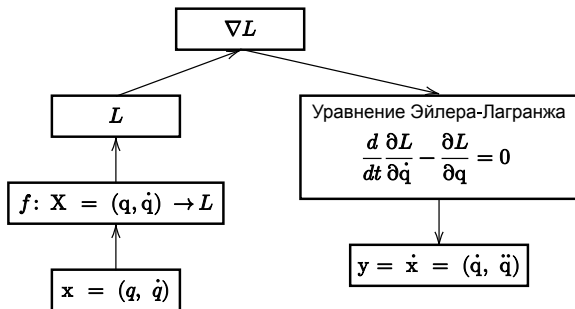 ∇L
L
Уравнение Эйлера-Лагранжа
d/dt ∂L/∂q̇ − ∂L/∂q = 0
f: X = (q, q̇) → L
y = ẋ = (q̇, q̈)
x = (q, q̇)